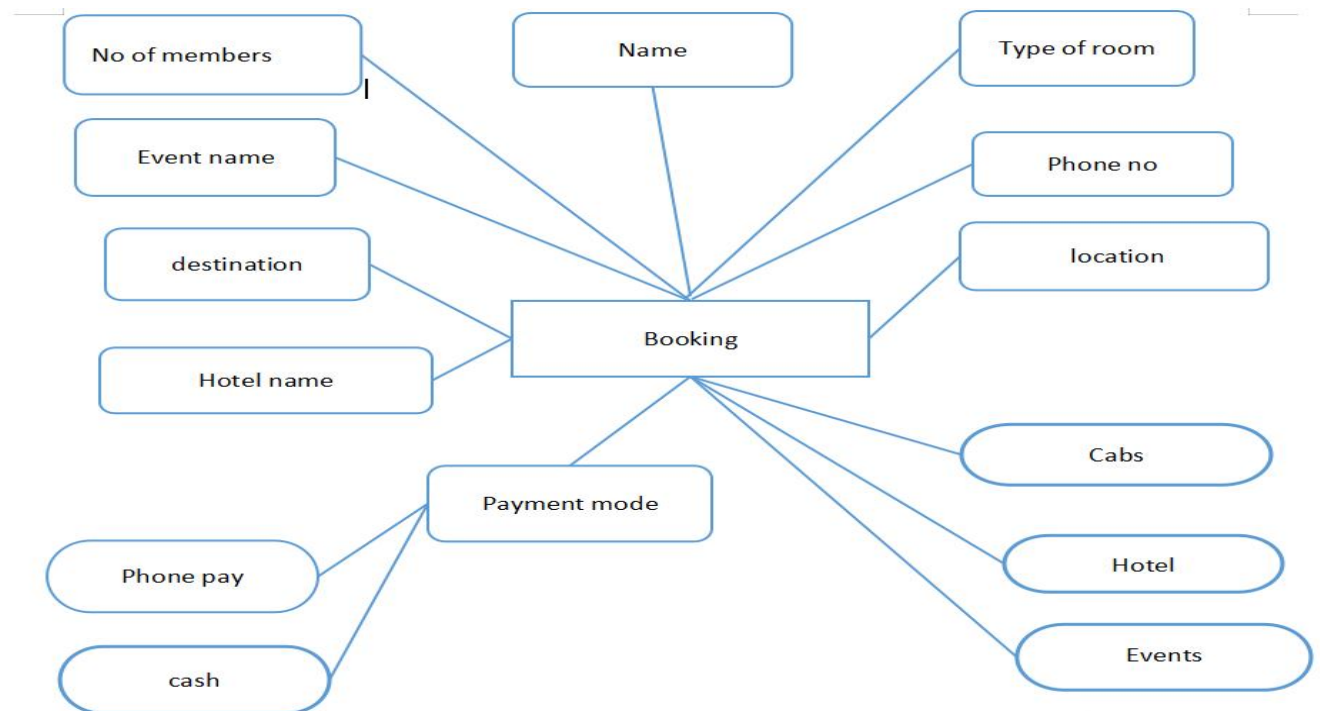 No of members
Name
Type of room
Event name
Phone no
destination
location
Booking
Hotel name
Cabs
Payment mode
Hotel
Phone pay
Events
cash